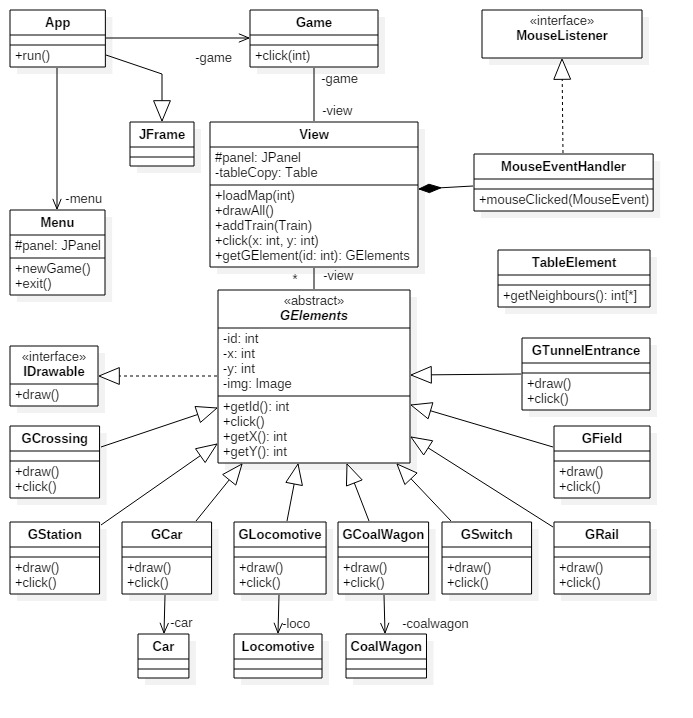 App
+run()
-game
Game
+click(int)
-game
-view
«interface»
MouseListener
JFrame
View
#panel: JPanel
-tableCopy: Table
+loadMap(int)
+drawAll()
+addTrain(Train)
+click(x: int, y: int)
+getGElement(id: int): GElements
MouseEventHandler
+mouseClicked(MouseEvent)
-menu
Menu
#panel: JPanel
+newGame()
+exit()
*
-view
TableElement
+getNeighbours(): int[*]
«abstract»
GElements
-id: int
-x: int
-y: int
-img: Image
+getId(): int
+click()
+getX(): int
+getY(): int
«interface»
IDrawable
+draw()
GTunnelEntrance
+draw()
+click()
GCrossing
+draw()
+click()
GField
+draw()
+click()
GStation
+draw()
+click()
GCar
+draw()
+click()
GLocomotive
+draw()
+click()
GCoalWagon
+draw()
+click()
GSwitch
+draw()
+click()
GRail
+draw()
+click()
-car
-loco
-coalwagon
Car
Locomotive
CoalWagon